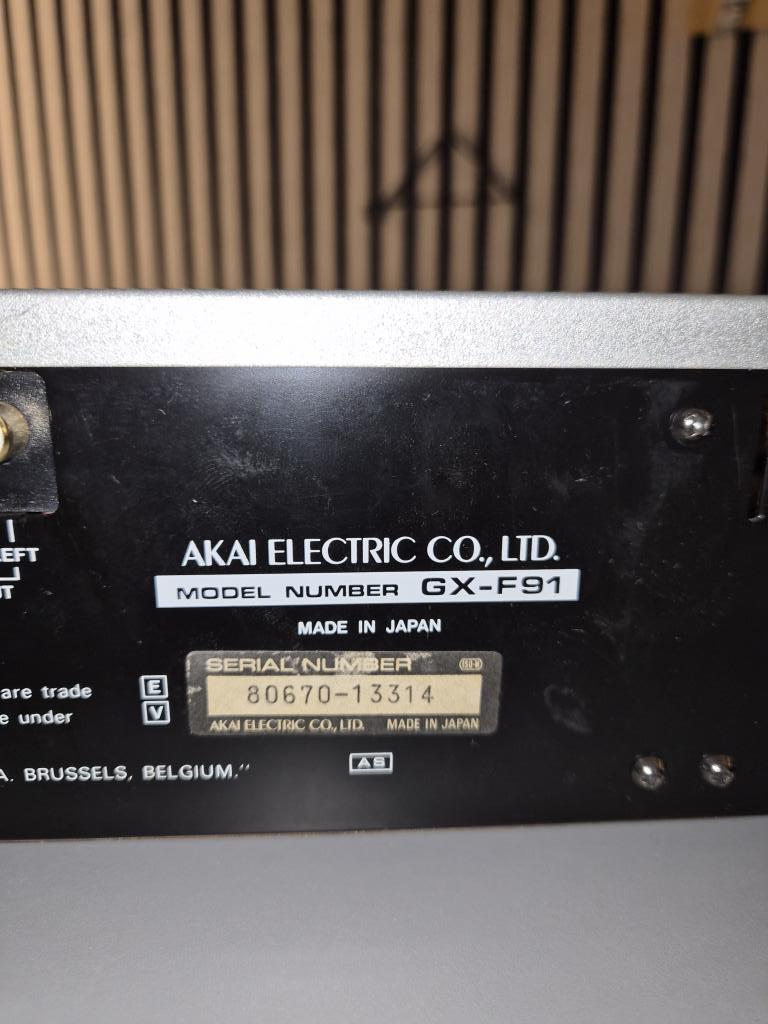 LEFT
AKAI ELECTRIC CO., LTD.
MODEL NUMBER GX-F91
MADE IN JAPAN
SERIAL NUMBER
80670-13314
AKAI ELECTRIC CO., LTD. MADE IN JAPAN
E
V
are trade
under
A. BRUSSELS, BELGIUM."
AS